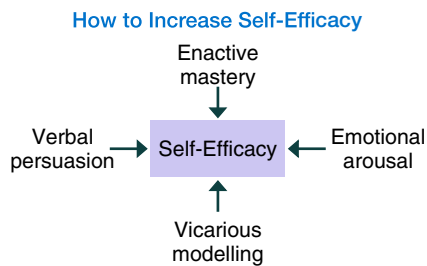 How to Increase Self-Efficacy
Enactive
mastery
Verbal
persuasion
Self-Efficacy
Emotional
arousal
Vicarious
modelling